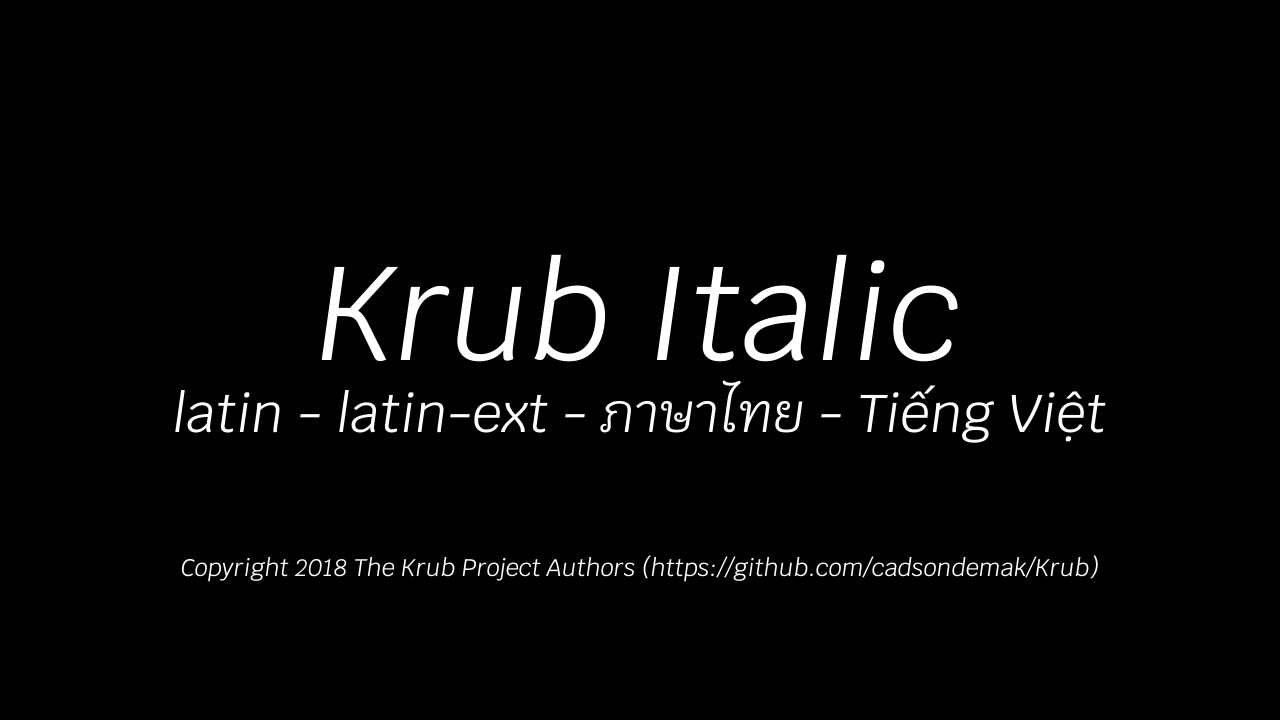 Krub Italic
latin - latin-ext - ภาษาไทย - Tiếng Việt
Copyright 2018 The Krub Project Authors (https://github.com/cadsondemak/Krub)